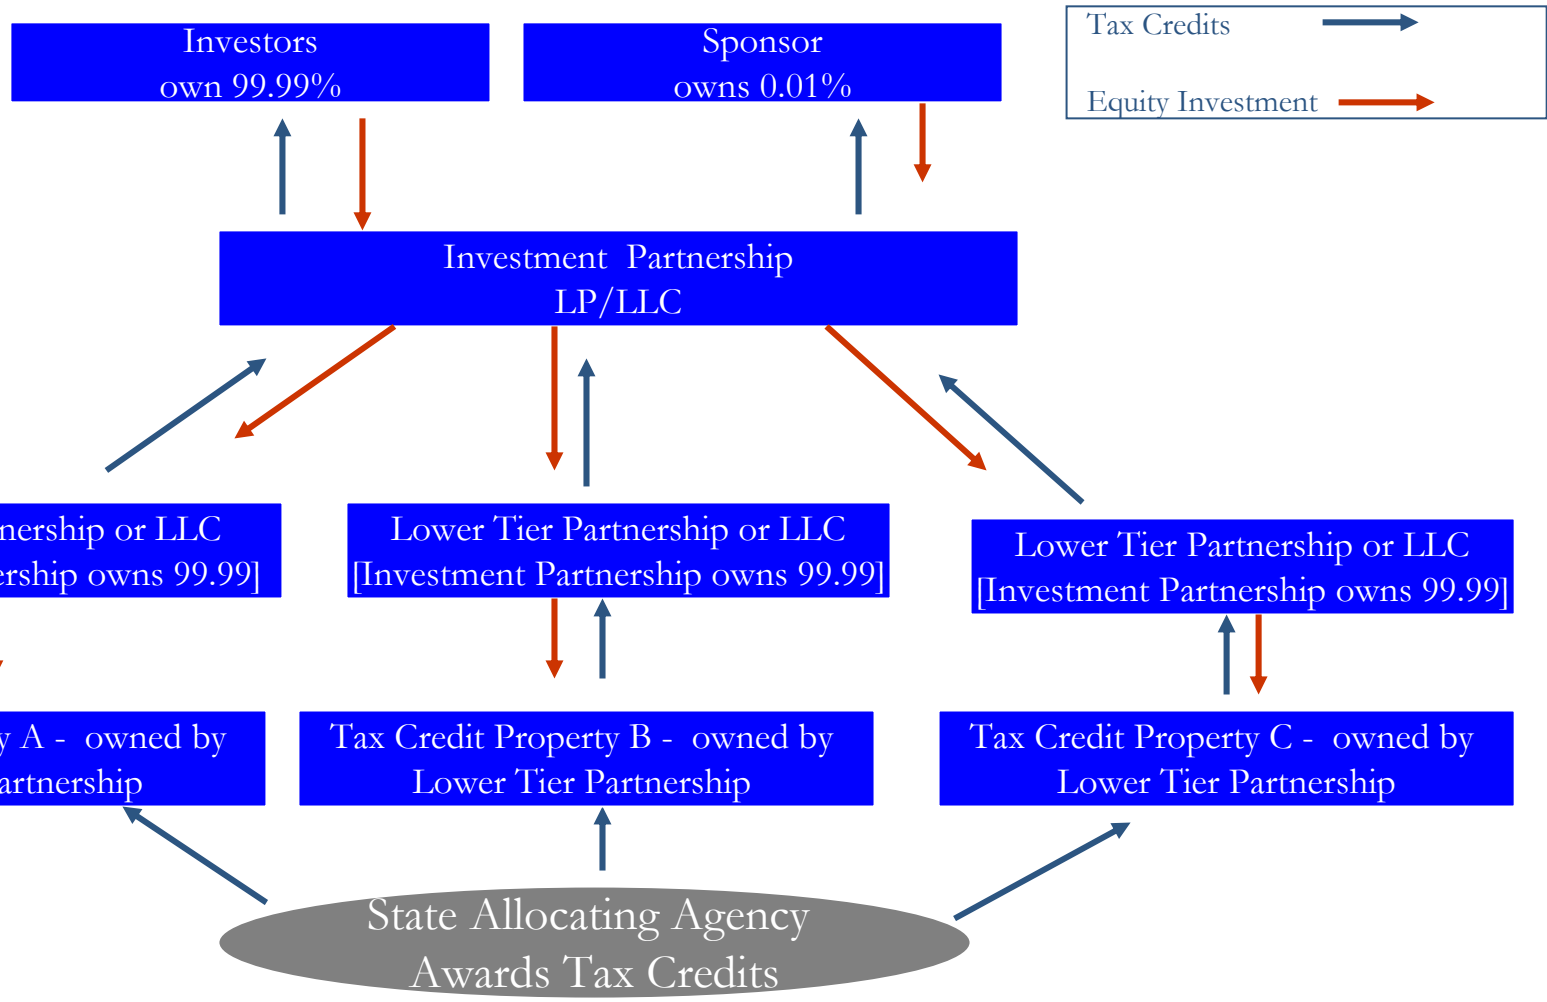 Investors
own 99.99%
Sponsor
owns 0.01%
Tax Credits
Equity Investment
Investment Partnership
LP/LLC
or LLC
owns 99.99]
Lower Tier Partnership or LLC
[Investment Partnership owns 99.99]
Lower Tier Partnership or LLC
[Investment Partnership owns 99.99]
A - owned by
Tax Credit Property B - owned by
Lower Tier Partnership
Tax Credit Property C - owned by
Lower Tier Partnership
State Allocating Agency
Awards Tax Credits